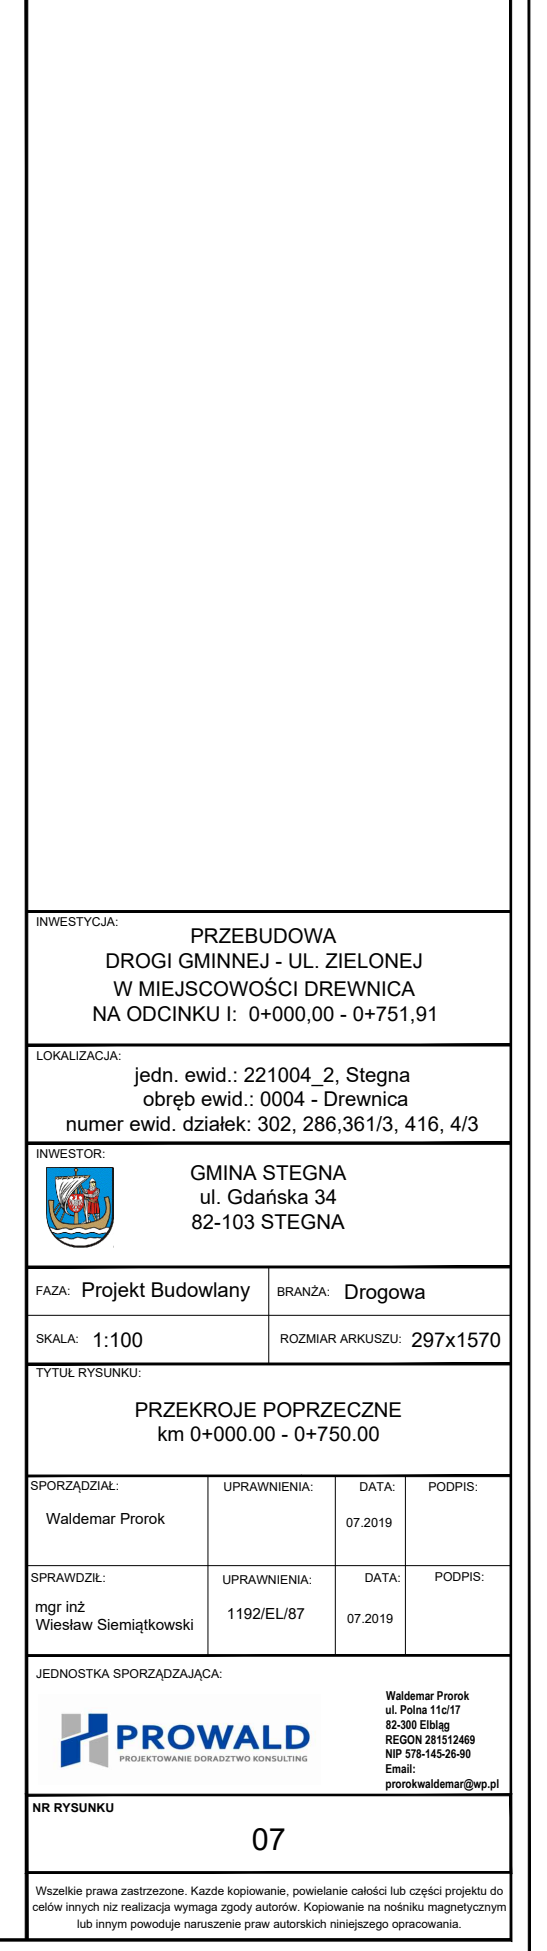 INWESTYCJA:
PRZEBUDOWA
DROGI GMINNEJ - UL. ZIELONEJ
W MIEJSCOWOŚCI DREWNICA
NA ODCINKU I: 0+000,00 - 0+751,91
LOKALIZACJA:
jedn. ewid.: 221004_2, Stegna
obręb ewid.: 0004 - Drewnica
numer ewid. działek: 302, 286,361/3, 416, 4/3
INWESTOR:
GMINA STEGNA
ul. Gdańska 34
82-103 STEGNA
FAZA: Projekt Budowlany BRANŻA: Drogowa
SKALA: 1:100 ROZMIAR ARKUSZU: 297x1570
TYTUŁ RYSUNKU:
PRZEKROJE POPRZECZNE
km 0+000.00 - 0+750.00
SPORZĄDZIAŁ: UPRAWNIENIA: DATA: PODPIS:
Waldemar Prorok 07.2019
SPRAWDZIŁ: UPRAWNIENIA: DATA: PODPIS:
mgr inż
Wiesław Siemiątkowski 1192/EL/87 07.2019
JEDNOSTKA SPORZĄDZAJĄCA:
PROWALD
PROJEKTOWANIE DORADZTWO KONSULTING
Waldemar Prorok
ul. Polna 11c/17
82-300 Elbląg
REGON 281512469
NIP 578-145-26-90
Email:
prorokwaldemar@wp.pl
NR RYSUNKU
07
Wszelkie prawa zastrzezone. Kazde kopiowanie, powielanie całości lub części projektu do
celów innych niz realizacja wymaga zgody autorów. Kopiowanie na nośniku magnetycznym
lub innym powoduje naruszenie praw autorskich niniejszego opracowania.